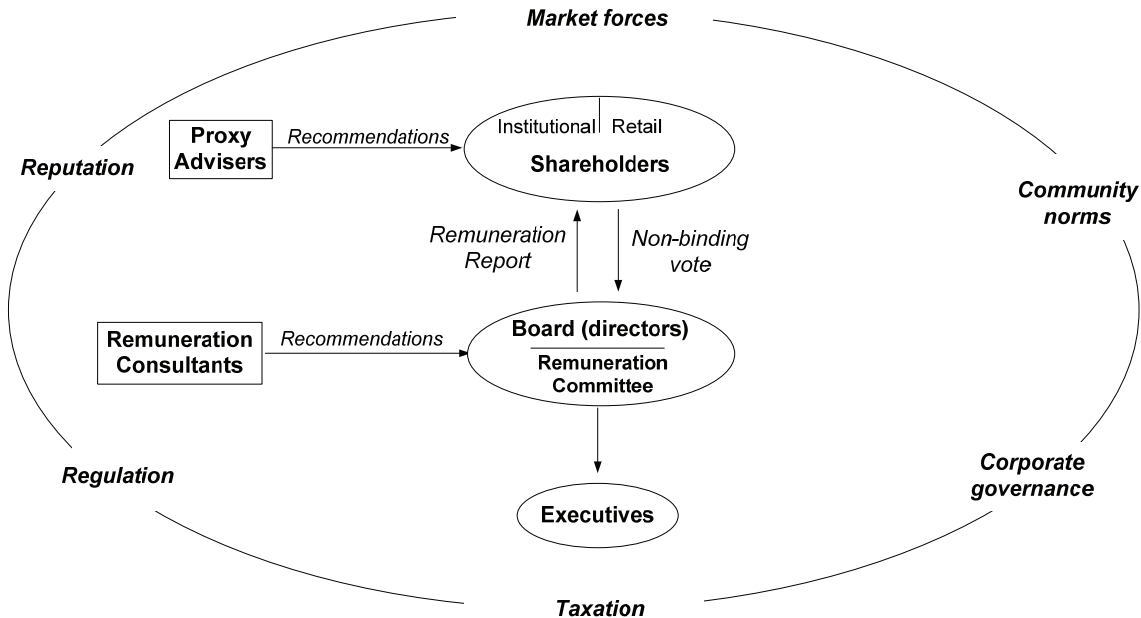 Market forces
Institutional | Retail
Proxy
Advisers
Recommendations
Shareholders
Reputation
Community
norms
Remuneration
Report
Non-binding
vote
Board (directors)
Remuneration
Consultants
Recommendations
Remuneration
Committee
Regulation
Corporate
governance
Executives
Taxation